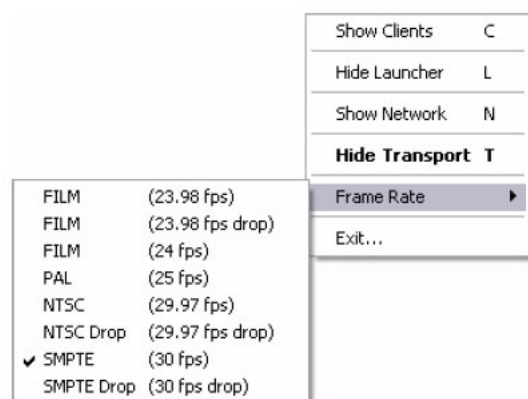 Show Clients C
Hide Launcher L
Show Network N
Hide Transport T
Frame Rate
Exit...
FILM (23.98 fps)
FILM (23.98 fps drop)
FILM (24 fps)
PAL (25 fps)
NTSC (29.97 fps)
NTSC Drop (29.97 fps drop)
SMPTE (30 fps)
SMPTE Drop (30 fps drop)